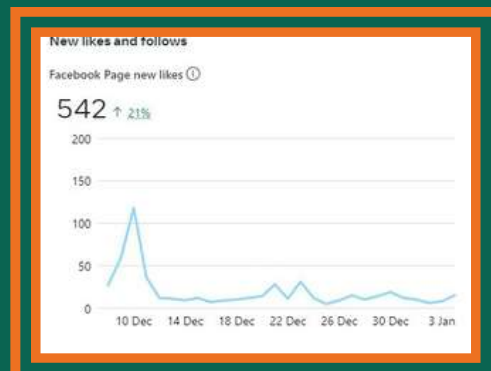 New likes and follows
Facebook Page new likes
542 ↑ 21%
200
150
100
50
0
10 Dec 14 Dec 18 Dec 22 Dec 26 Dec 30 Dec 3 Jan